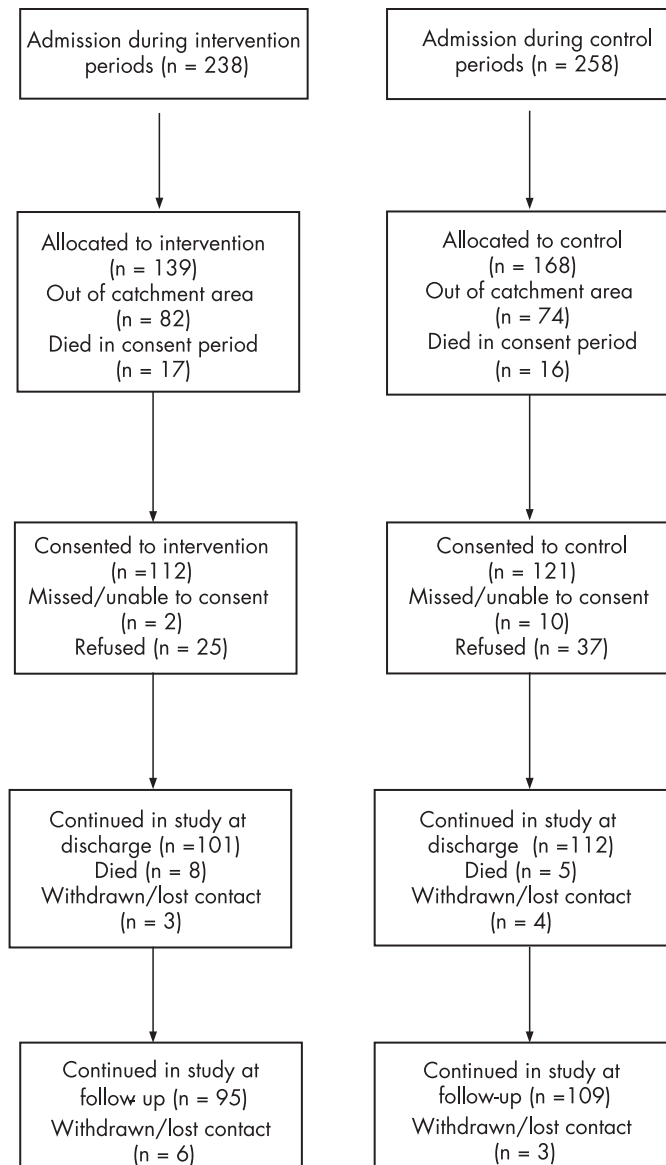 Admission during intervention
periods (n = 238)
Allocated to intervention
(n = 139)
Out of catchment area
(n = 82)
Died in consent period
(n = 17)
Consented to intervention
(n =112)
Missed/unable to consent
(n = 2)
Refused (n = 25)
Continued in study at
discharge (n =101)
Died (n = 8)
Withdrawn/lost contact
(n = 3)
Continued in study at
follow up (n = 95)
Withdrawn/lost contact
(n = 6)
Admission during control
periods (n = 258)
Allocated to control
(n = 168)
Out of catchment area
(n = 74)
Died in consent period
(n = 16)
Consented to control
(n = 121)
Missed/unable to consent
(n = 10)
Refused (n = 37)
Continued in study at
discharge (n =112)
Died (n = 5)
Withdrawn/lost contact
(n = 4)
Continued in study at
follow-up (n =109)
Withdrawn/lost contact
(n = 3)